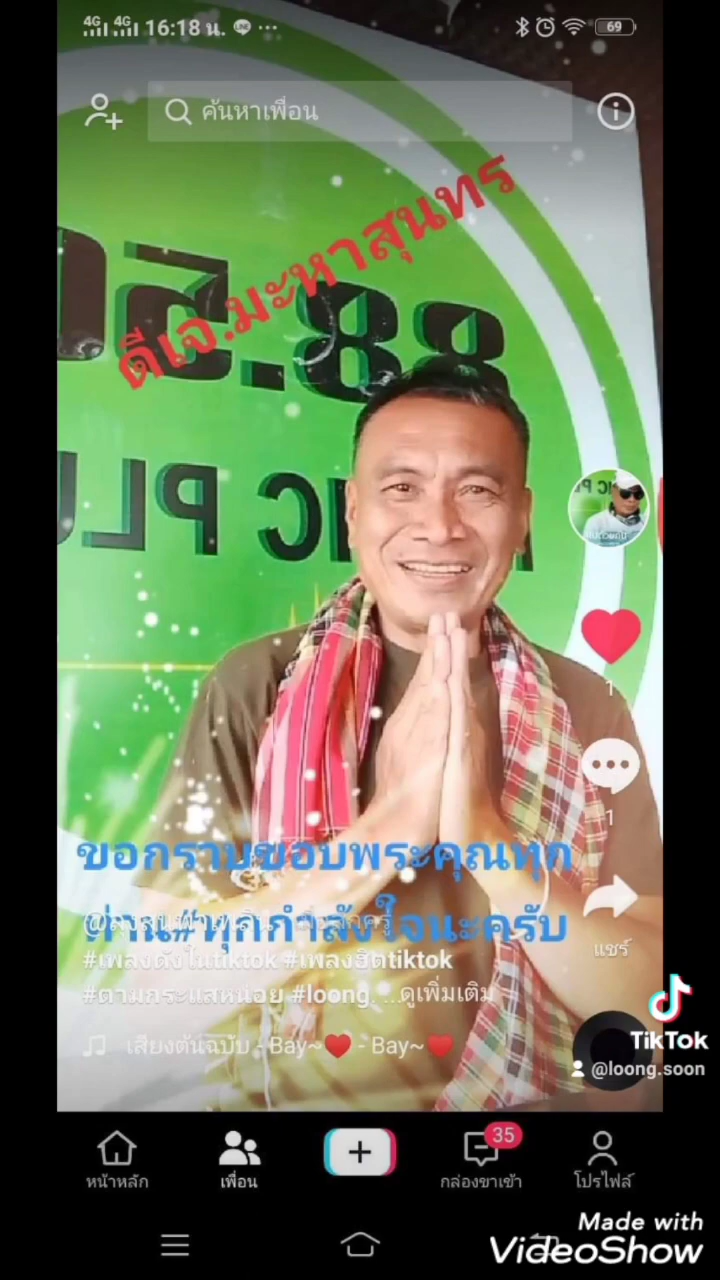 4G 4G 16:18 น. LINE ...
69
ค้นหาเพื่อน
ดีเจ.มะหาสุนทร
88.50
MUSIC PLU
1
ขอกราบขอบพระคุณทุก
1
ท่าน#ทุกกำลังใจนะครับ
แชร์
#เพลงดังในtiktok #เพลงฮิตtiktok
#ตามกระแสหน่อย #loong. ...ดูเพิ่มเติม
เสียงต้นฉบับ - Bay~❤️ - Bay~❤️
TikTok
@loong.soon
35
หน้าหลัก
เพื่อน
กล่องขาเข้า
โปรไฟล์
Made with
VideoShow